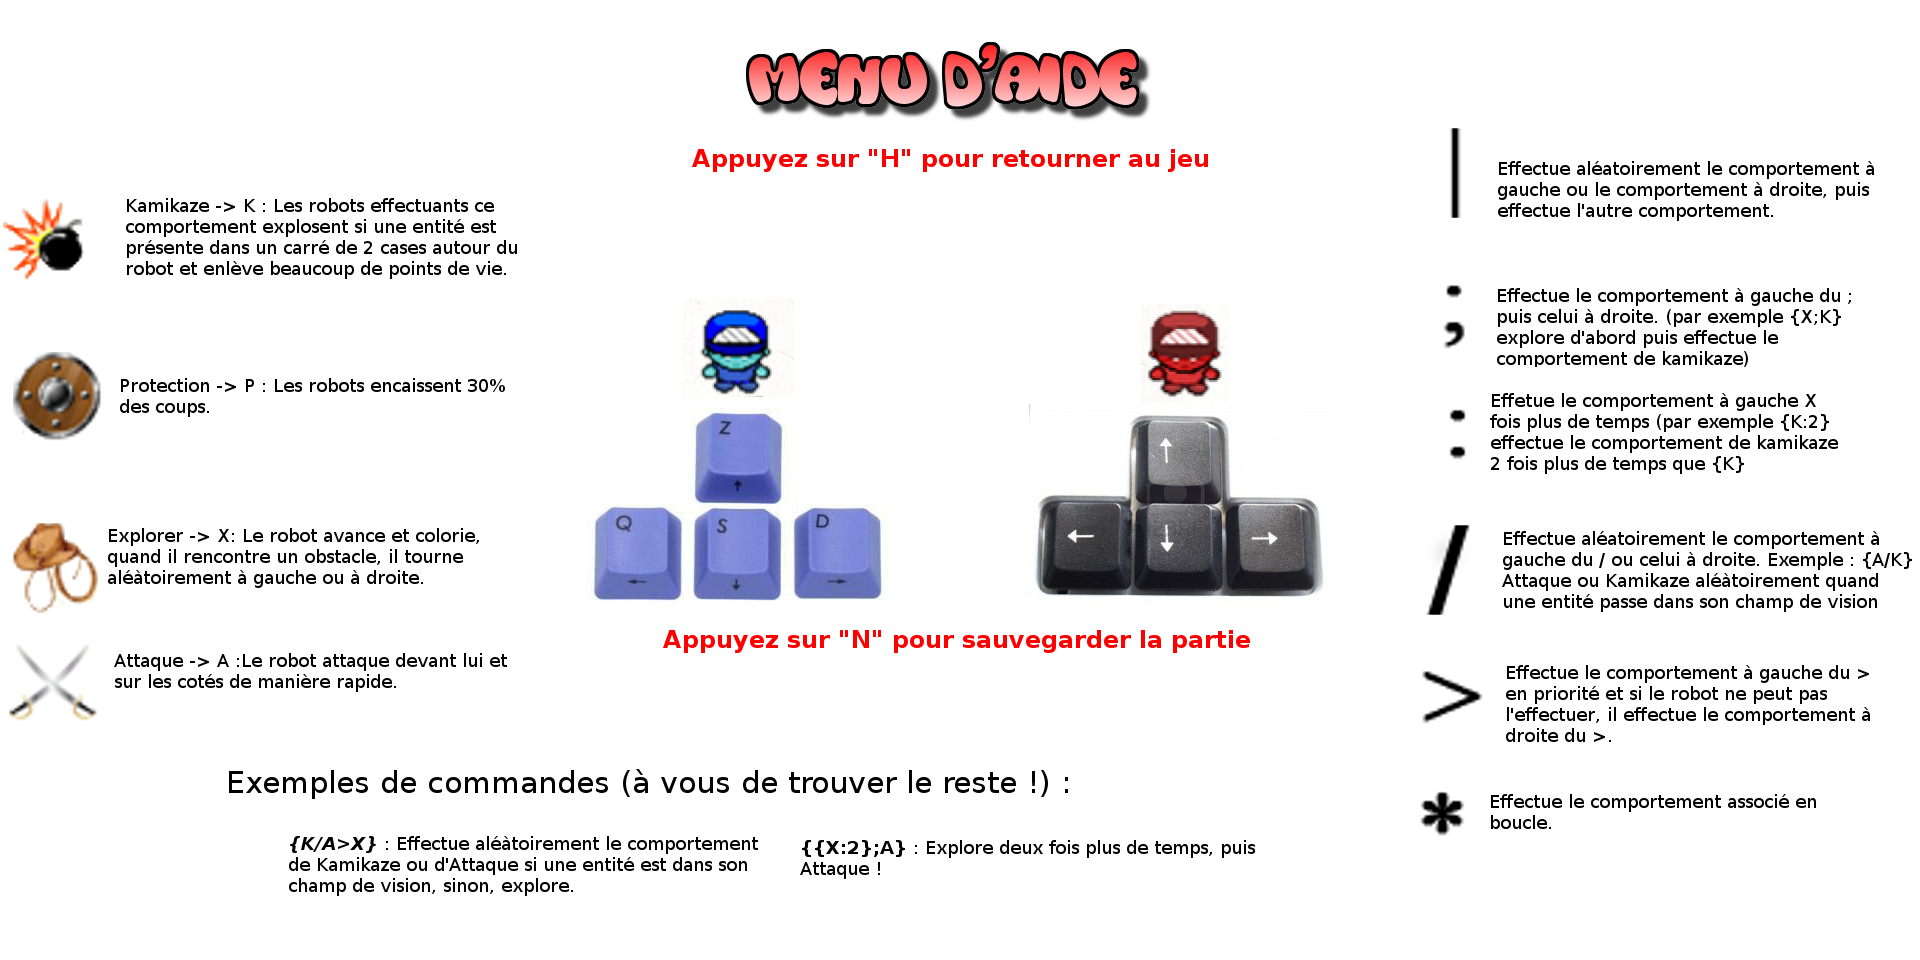 MENU D'AIDE
Appuyez sur "H" pour retourner au jeu
Kamikaze -> K : Les robots effectuants ce
comportement explosent si une entité est
présente dans un carré de 2 cases autour du
robot et enlève beaucoup de points de vie.
Protection -> P : Les robots encaissent 30%
des coups.
Explorer -> X: Le robot avance et colorie,
quand il rencontre un obstacle, il tourne
aléàtoirement à gauche ou à droite.
Attaque -> A :Le robot attaque devant lui et
sur les cotés de manière rapide.
Z
↑
Q
←
S
↓
D
→
↑
←
↓
→
Appuyez sur "N" pour sauvegarder la partie
|
Effectue aléatoirement le comportement à
gauche ou le comportement à droite, puis
effectue l'autre comportement.
;
Effectue le comportement à gauche du ;
puis celui à droite. (par exemple {X;K}
explore d'abord puis effectue le
comportement de kamikaze)
:
Effetue le comportement à gauche X
fois plus de temps (par exemple {K:2}
effectue le comportement de kamikaze
2 fois plus de temps que {K}
/
Effectue aléatoirement le comportement à
gauche du / ou celui à droite. Exemple : {A/K}
Attaque ou Kamikaze aléàtoirement quand
une entité passe dans son champ de vision
>
Effectue le comportement à gauche du >
en priorité et si le robot ne peut pas
l'effectuer, il effectue le comportement à
droite du >.
*
Effectue le comportement associé en
boucle.
Exemples de commandes (à vous de trouver le reste !) :
{K/A>X} : Effectue aléàtoirement le comportement
de Kamikaze ou d'Attaque si une entité est dans son
champ de vision, sinon, explore.
{{X:2};A} : Explore deux fois plus de temps, puis
Attaque !